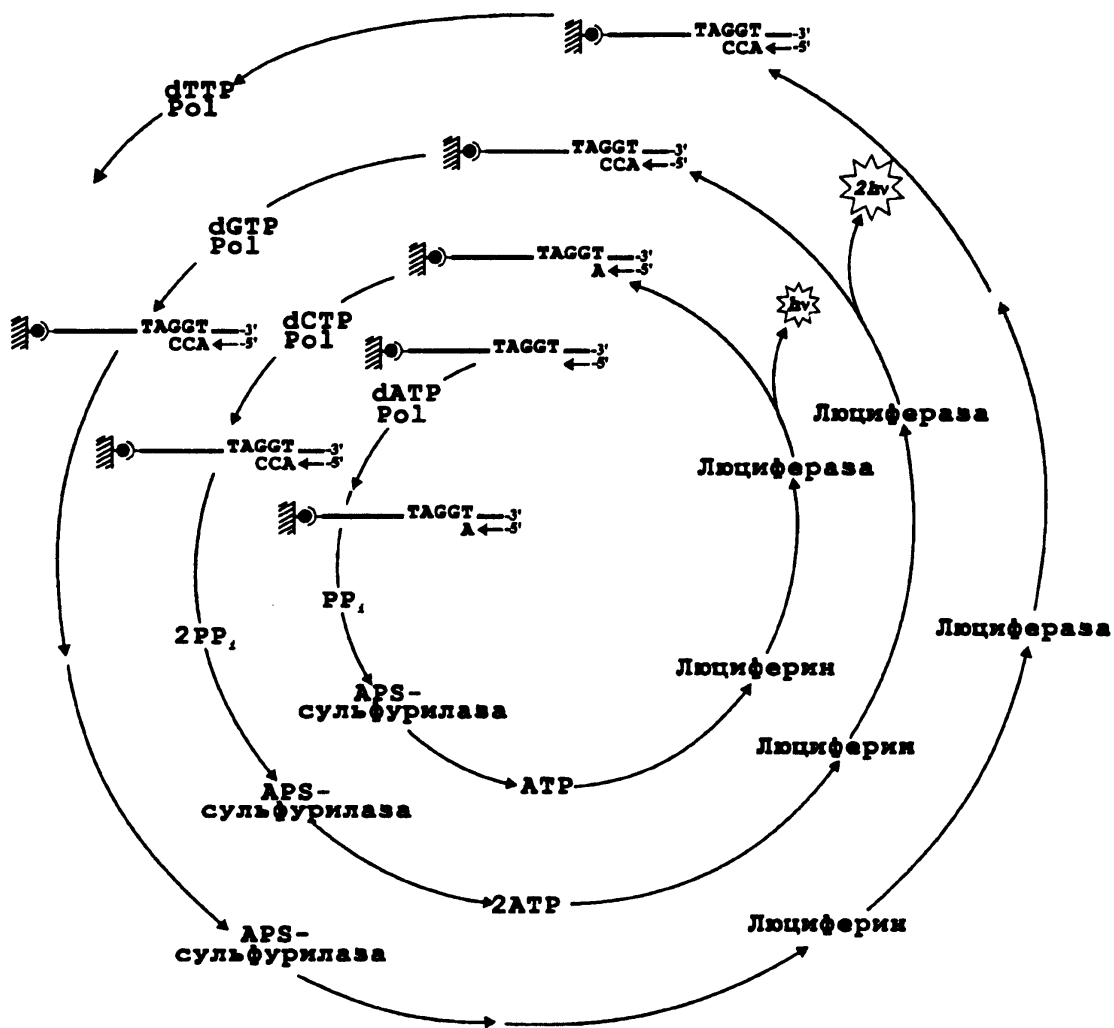 TAGGT -3'
CCA -5'
dTTP
Pol
TAGGT -3'
CCA -5'
2hν
dGTP
Pol
TAGGT -3'
A -5'
hν
TAGGT -3'
CCA -5'
dCTP
Pol
TAGGT -3'
-5'
dATP
Pol
Люцифераза
TAGGT -3'
CCA -5'
Люцифераза
TAGGT -3'
A -5'
PPi
2PPi
Люцифераза
Люциферин
APS-
сульфурилаза
Люциферин
APS-
сульфурилаза
ATP
2ATP
Люциферин
APS-
сульфурилаза